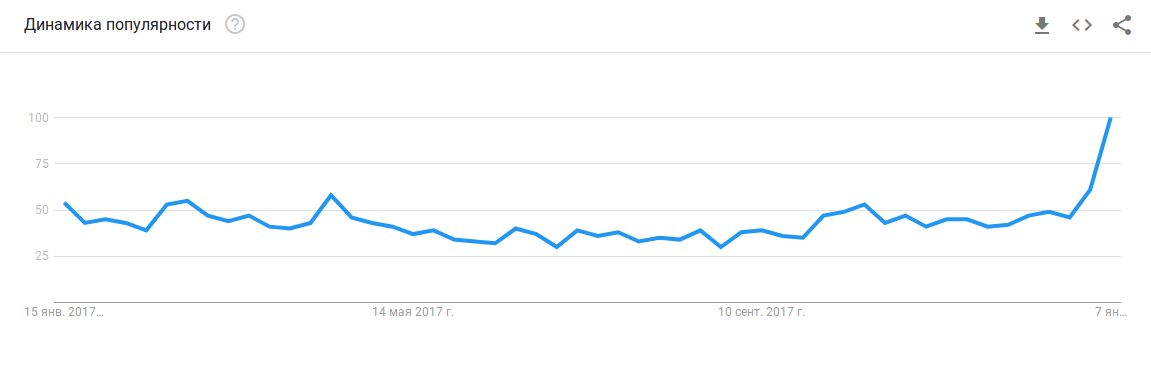 Динамика популярности ?
100
75
50
25
15 янв. 2017…
14 мая 2017 г.
10 сент. 2017 г.
7 ян…